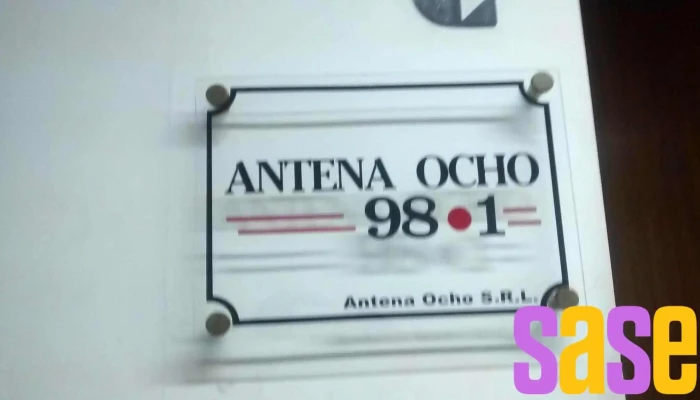 ANTENA OCHO
98•1
Antena Ocho S.R.L.
sase